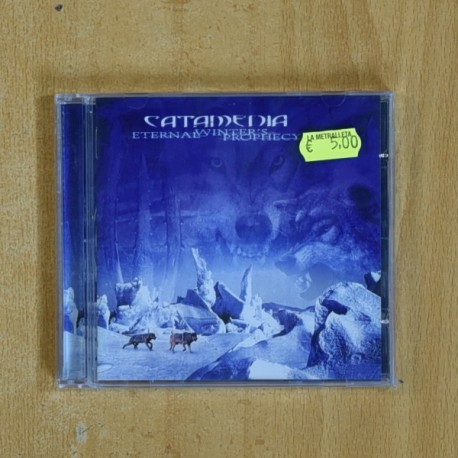 CATAMENIA
ETERNAL WINTER'S PROPHECY
LA METRALLETA
€ 5,00